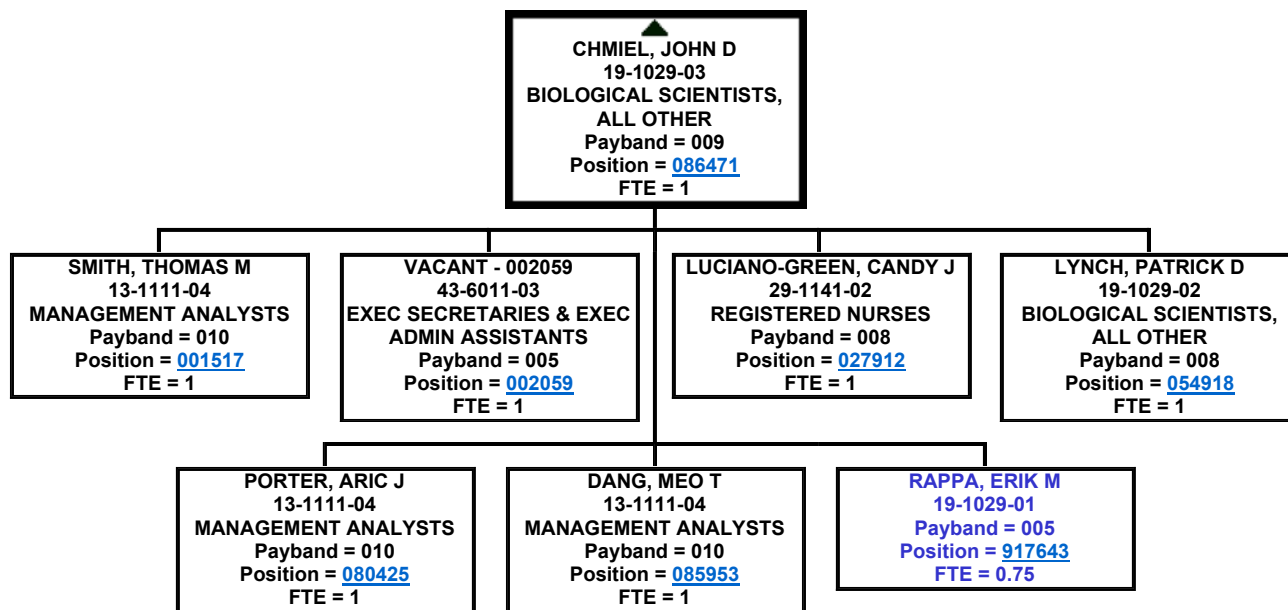 CHMIEL, JOHN D
19-1029-03
BIOLOGICAL SCIENTISTS,
ALL OTHER
Payband = 009
Position = 086471
FTE = 1
SMITH, THOMAS M
13-1111-04
MANAGEMENT ANALYSTS
Payband = 010
Position = 001517
FTE = 1
VACANT - 002059
43-6011-03
EXEC SECRETARIES & EXEC
ADMIN ASSISTANTS
Payband = 005
Position = 002059
FTE = 1
LUCIANO-GREEN, CANDY J
29-1141-02
REGISTERED NURSES
Payband = 008
Position = 027912
FTE = 1
LYNCH, PATRICK D
19-1029-02
BIOLOGICAL SCIENTISTS,
ALL OTHER
Payband = 008
Position = 054918
FTE = 1
PORTER, ARIC J
13-1111-04
MANAGEMENT ANALYSTS
Payband = 010
Position = 080425
FTE = 1
DANG, MEO T
13-1111-04
MANAGEMENT ANALYSTS
Payband = 010
Position = 085953
FTE = 1
RAPPA, ERIK M
19-1029-01
Payband = 005
Position = 917643
FTE = 0.75